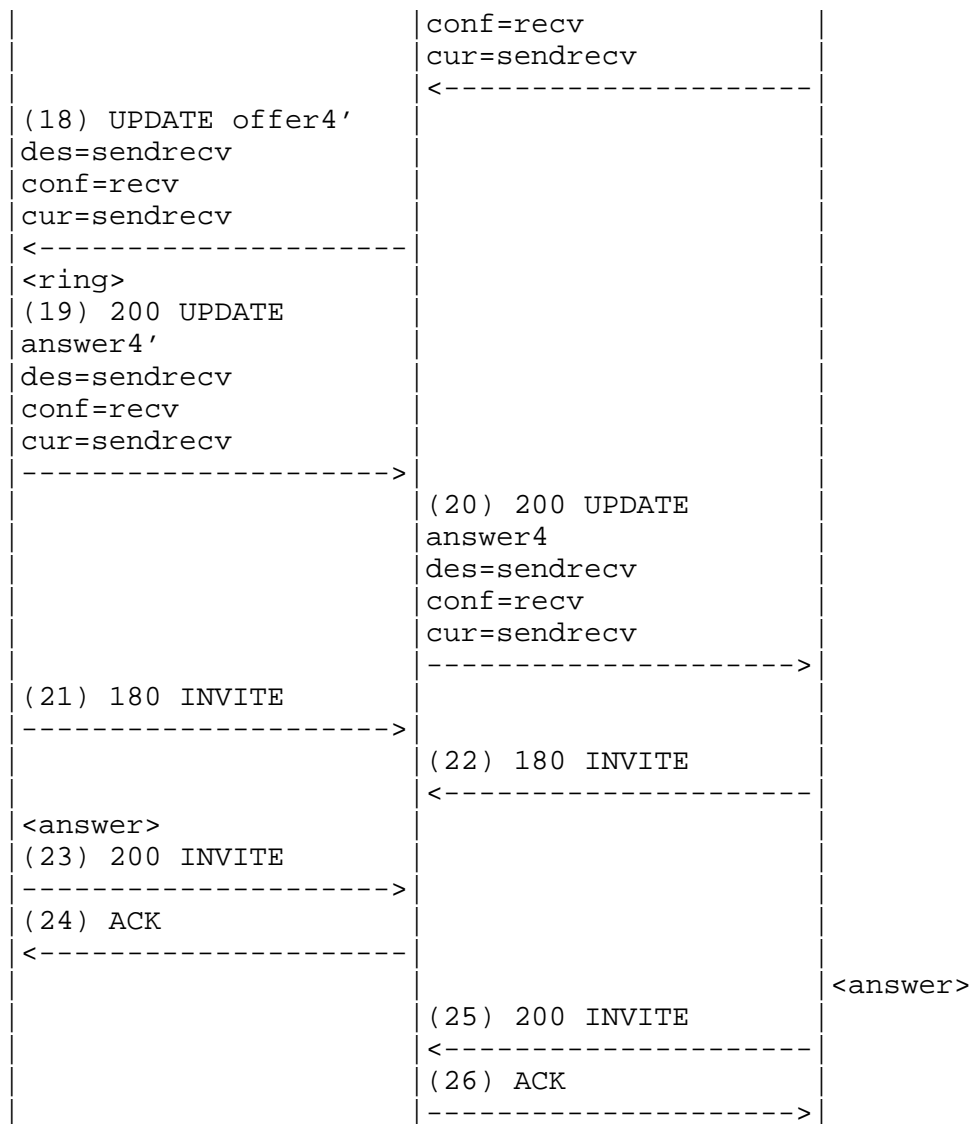 conf=recv
cur=sendrecv
<----------------------
(18) UPDATE offer4'
des=sendrecv
conf=recv
cur=sendrecv
<----------------------
<ring>
(19) 200 UPDATE
answer4'
des=sendrecv
conf=recv
cur=sendrecv
---------------------->
(20) 200 UPDATE
answer4
des=sendrecv
conf=recv
cur=sendrecv
---------------------->
(21) 180 INVITE
---------------------->
(22) 180 INVITE
<----------------------
<answer>
(23) 200 INVITE
---------------------->
(24) ACK
<----------------------
<answer>
(25) 200 INVITE
<----------------------
(26) ACK
---------------------->